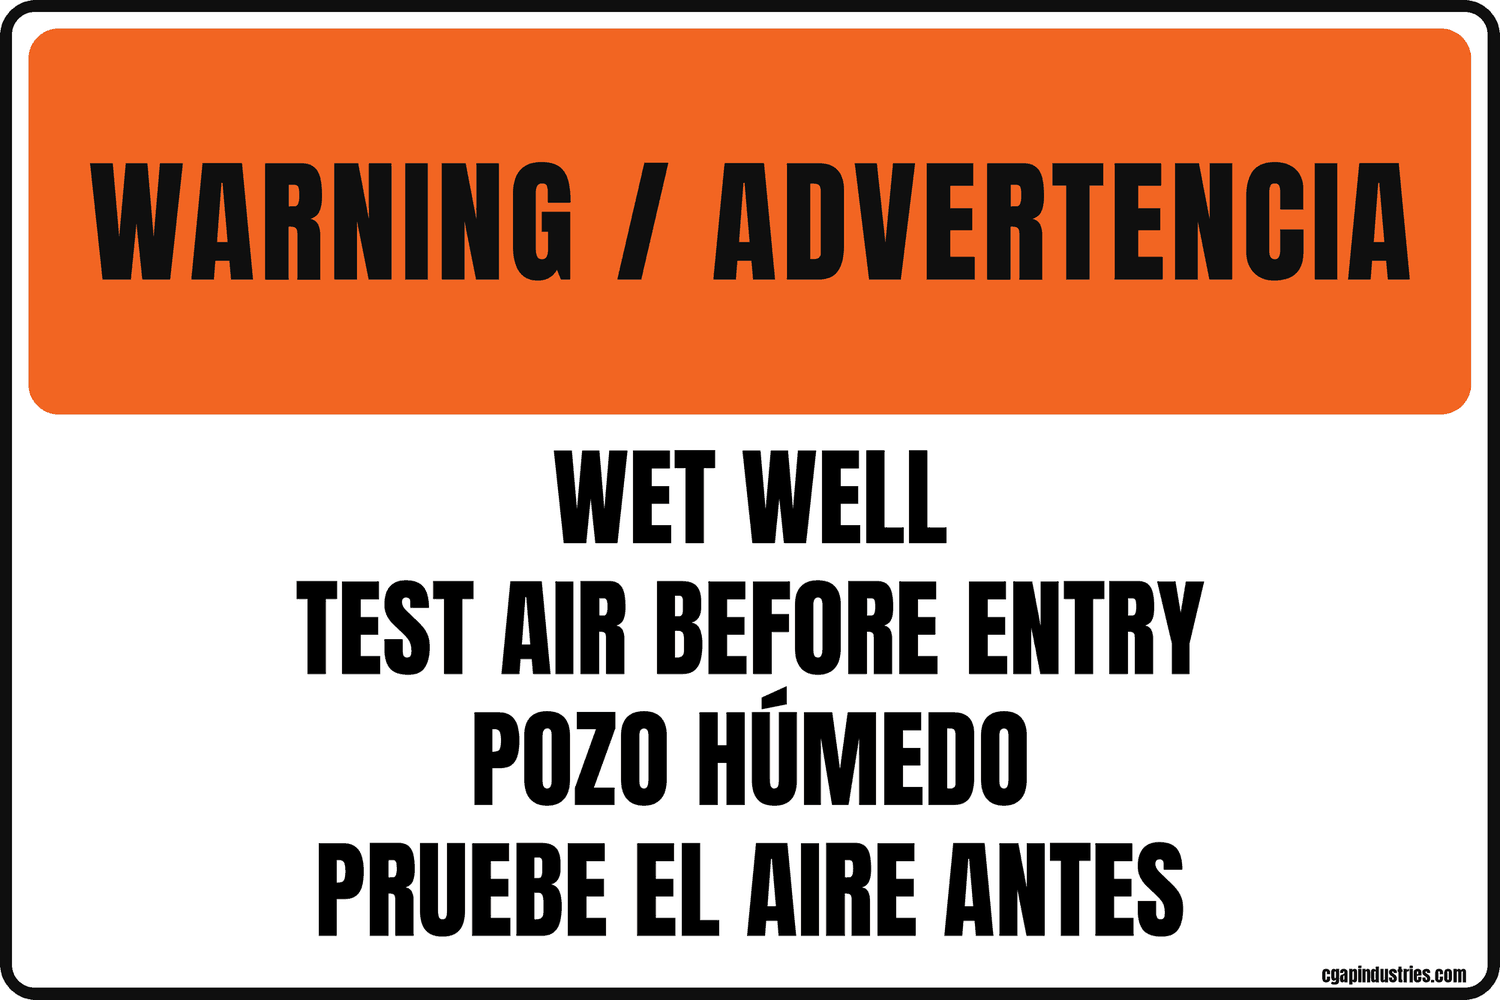 WARNING / ADVERTENCIA
WET WELL
TEST AIR BEFORE ENTRY
POZO HÚMEDO
PRUEBE EL AIRE ANTES
cgapindustries.com